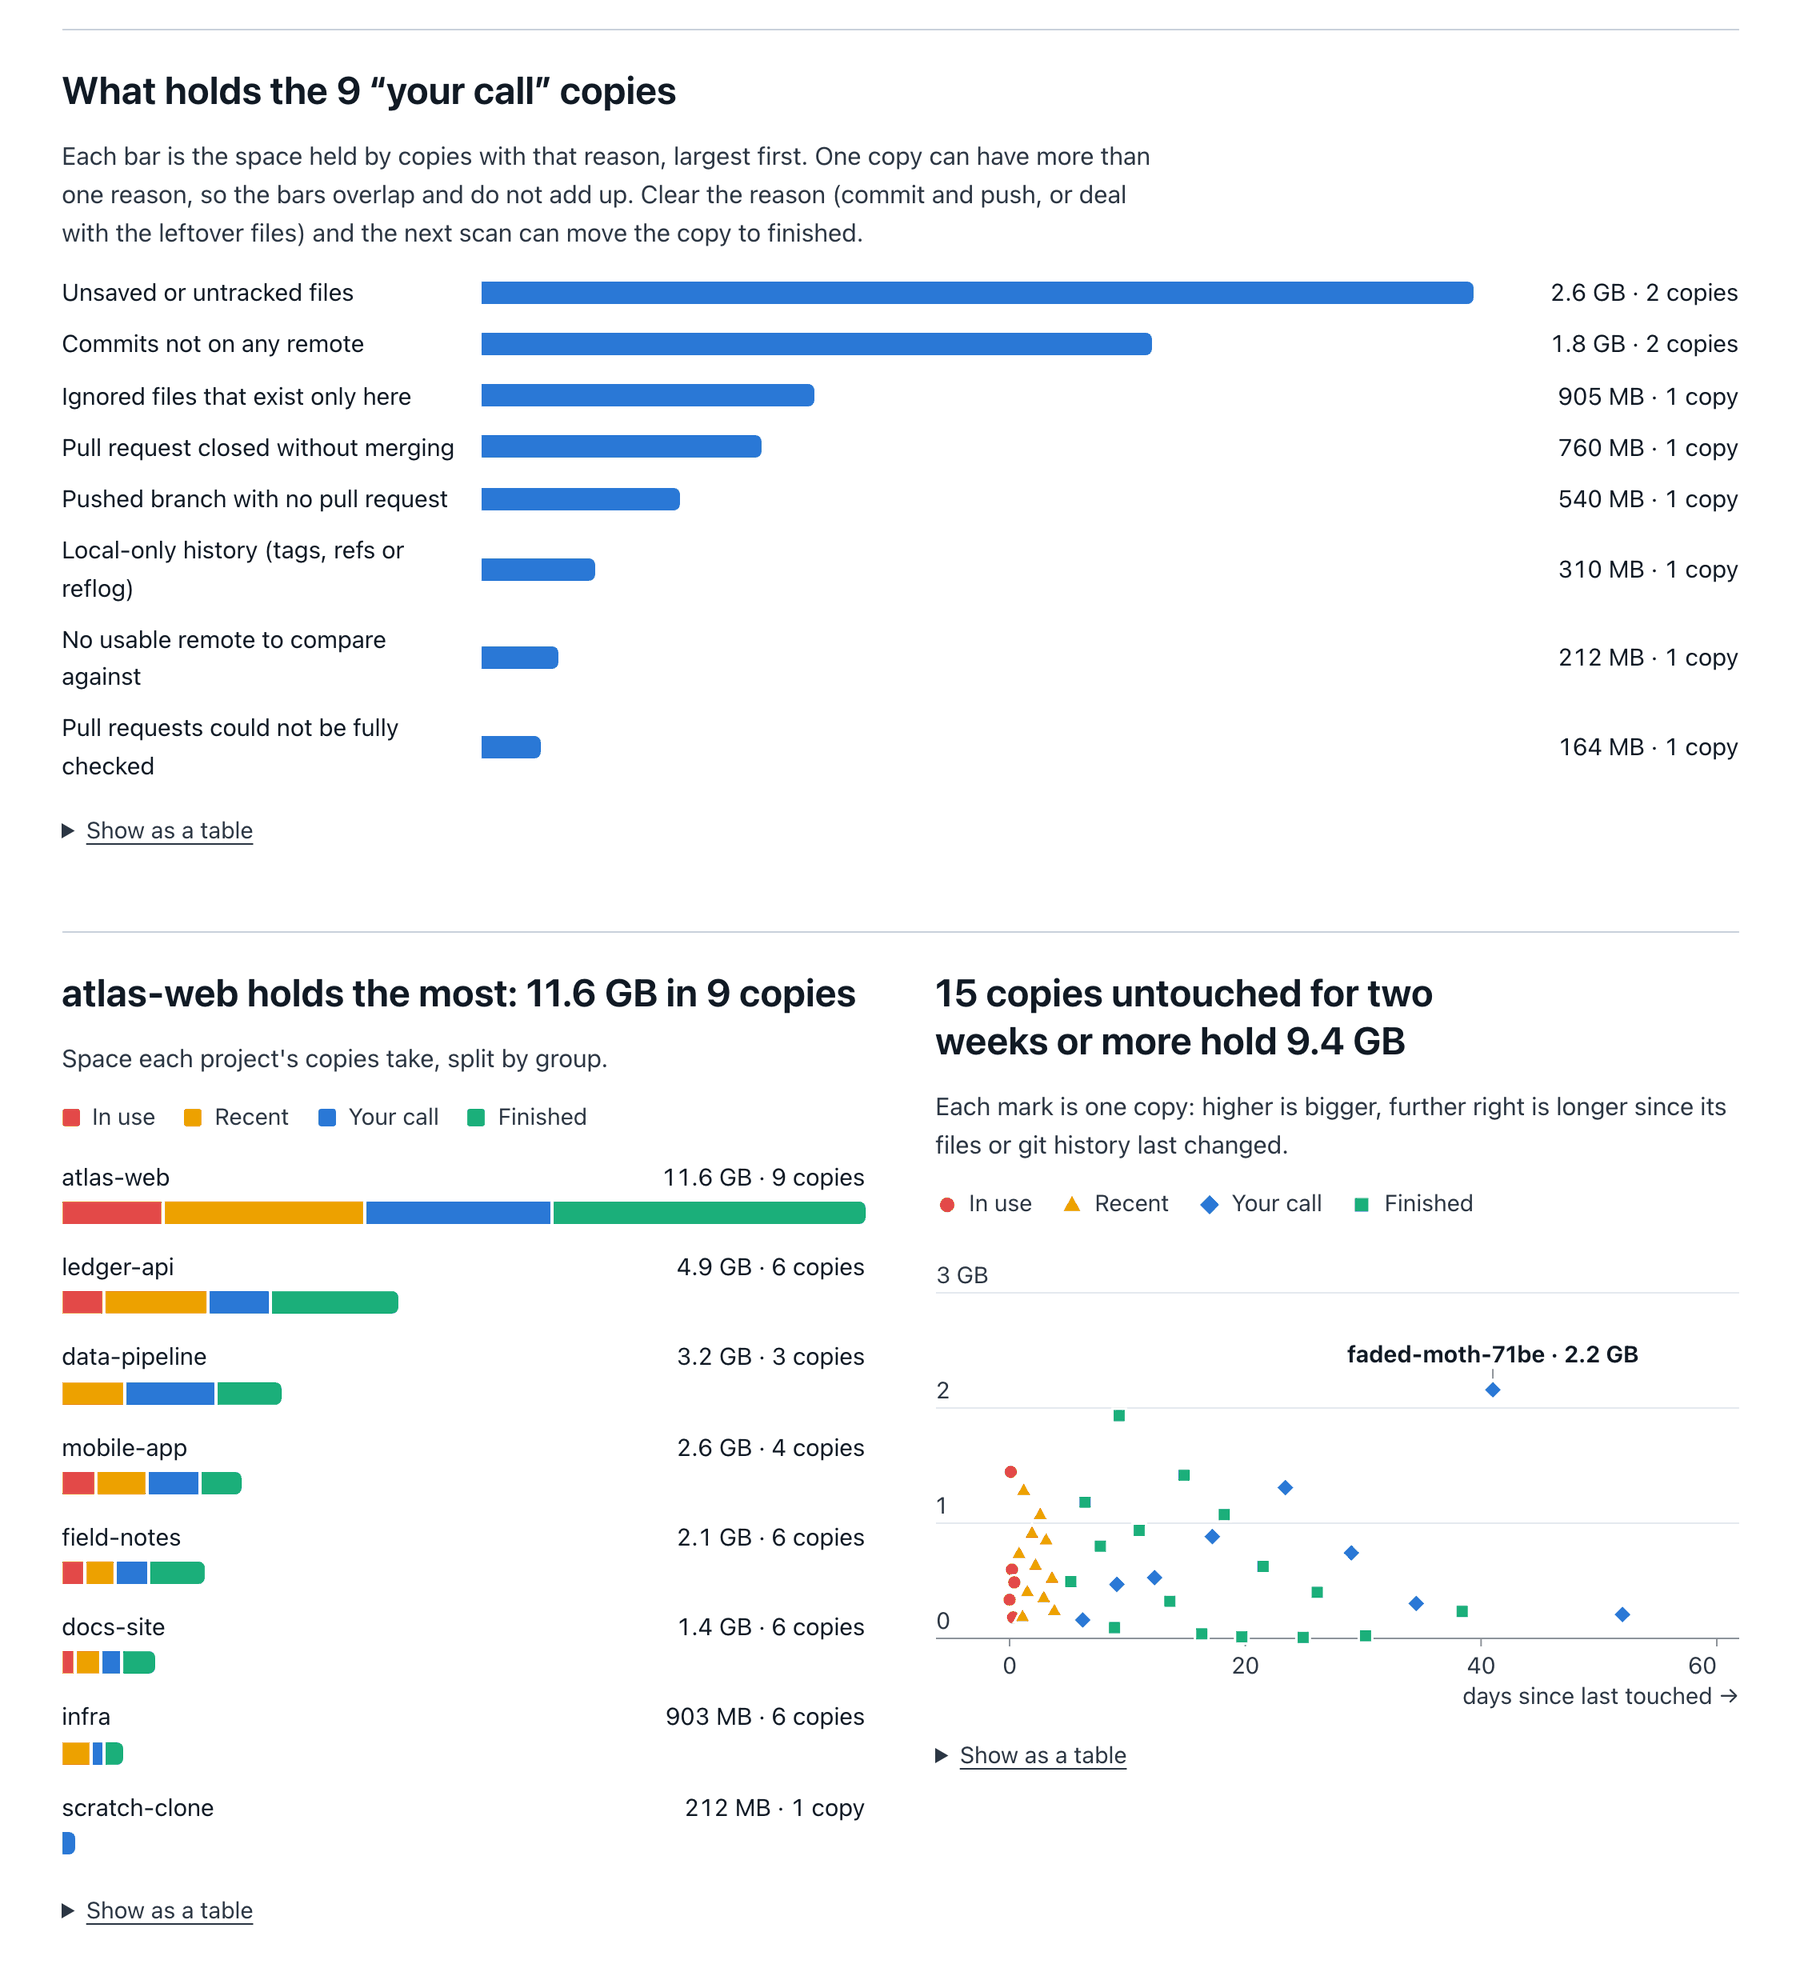 What holds the 9 “your call” copies
Each bar is the space held by copies with that reason, largest first. One copy can have more than
one reason, so the bars overlap and do not add up. Clear the reason (commit and push, or deal
with the leftover files) and the next scan can move the copy to finished.
Unsaved or untracked files
2.6 GB · 2 copies
Commits not on any remote
1.8 GB · 2 copies
Ignored files that exist only here
905 MB · 1 copy
Pull request closed without merging
760 MB · 1 copy
Pushed branch with no pull request
540 MB · 1 copy
Local-only history (tags, refs or
reflog)
310 MB · 1 copy
No usable remote to compare
against
212 MB · 1 copy
Pull requests could not be fully
checked
164 MB · 1 copy
Show as a table
atlas-web holds the most: 11.6 GB in 9 copies
Space each project's copies take, split by group.
In use
Recent
Your call
Finished
atlas-web
11.6 GB · 9 copies
ledger-api
4.9 GB · 6 copies
data-pipeline
3.2 GB · 3 copies
mobile-app
2.6 GB · 4 copies
field-notes
2.1 GB · 6 copies
docs-site
1.4 GB · 6 copies
infra
903 MB · 6 copies
scratch-clone
212 MB · 1 copy
Show as a table
15 copies untouched for two
weeks or more hold 9.4 GB
Each mark is one copy: higher is bigger, further right is longer since its
files or git history last changed.
In use
Recent
Your call
Finished
3 GB
faded-moth-71be · 2.2 GB
2
1
0
0
20
40
60
days since last touched →
Show as a table